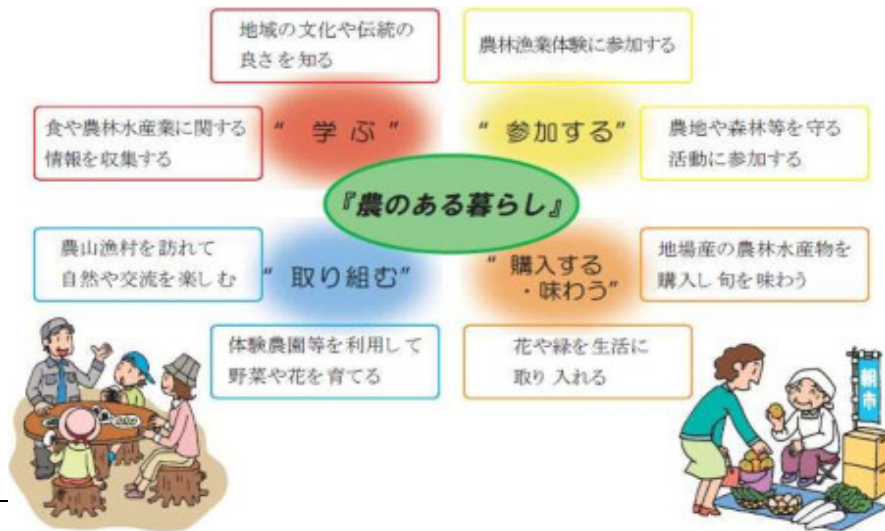 地域の文化や伝統の
良さを知る
農林漁業体験に参加する
食や農林水産業に関する
情報を収集する
“ 学ぶ ”
“ 参加する”
農地や森林等を守る
活動に参加する
『農のある暮らし』
農山漁村を訪れて
自然や交流を楽しむ
“ 取り組む”
“ 購入する
・味わう”
地場産の農林水産物を
購入し旬を味わう
体験農園等を利用して
野菜や花を育てる
花や緑を生活に
取り入れる
朝市